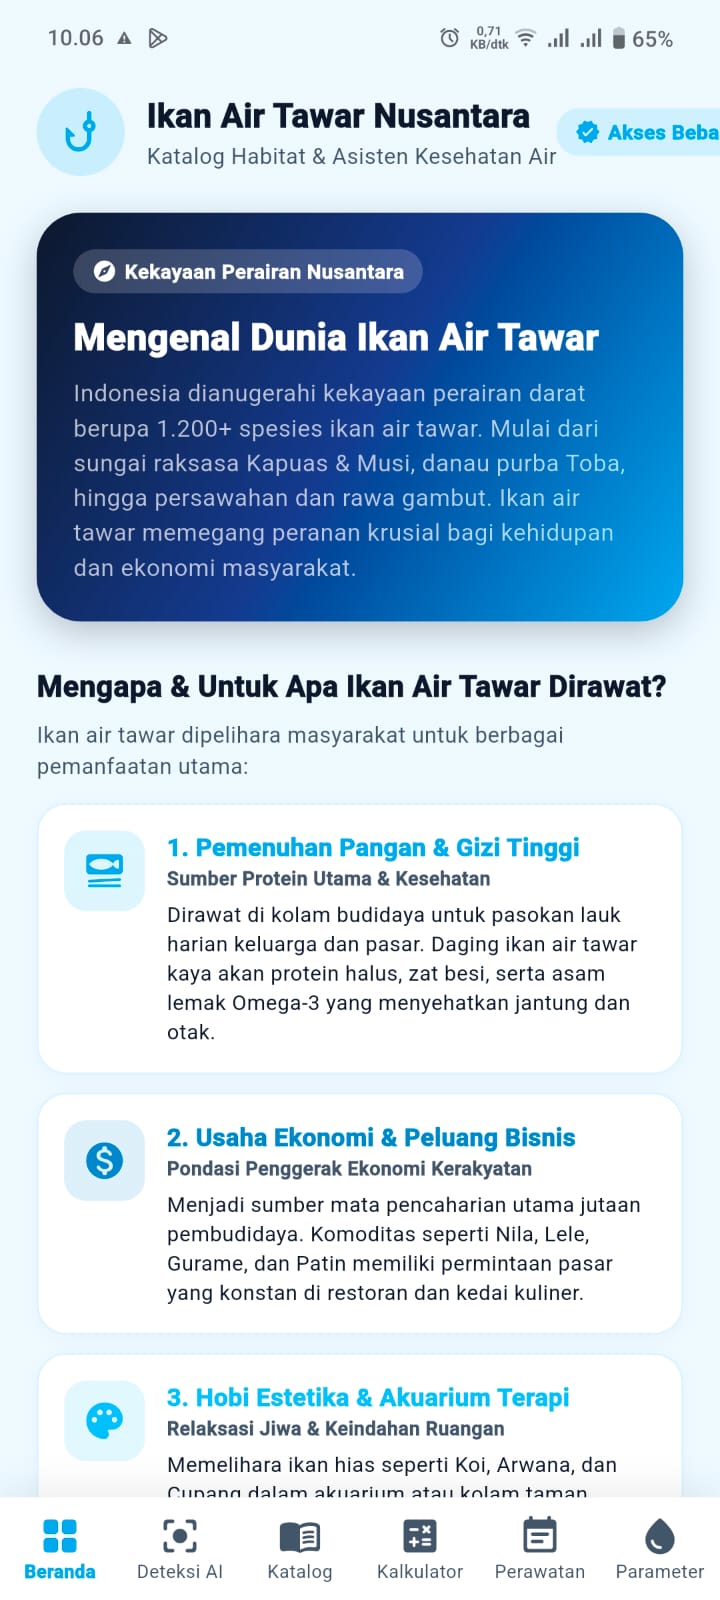 10.06
0,71
KB/dtk
65%
Ikan Air Tawar Nusantara
Katalog Habitat & Asisten Kesehatan Air
Akses Beba
Kekayaan Perairan Nusantara
Mengenal Dunia Ikan Air Tawar
Indonesia dianugerahi kekayaan perairan darat
berupa 1.200+ spesies ikan air tawar. Mulai dari
sungai raksasa Kapuas & Musi, danau purba Toba,
hingga persawahan dan rawa gambut. Ikan air
tawar memegang peranan krusial bagi kehidupan
dan ekonomi masyarakat.
Mengapa & Untuk Apa Ikan Air Tawar Dirawat?
Ikan air tawar dipelihara masyarakat untuk berbagai
pemanfaatan utama:
1. Pemenuhan Pangan & Gizi Tinggi
Sumber Protein Utama & Kesehatan
Dirawat di kolam budidaya untuk pasokan lauk
harian keluarga dan pasar. Daging ikan air tawar
kaya akan protein halus, zat besi, serta asam
lemak Omega-3 yang menyehatkan jantung dan
otak.
2. Usaha Ekonomi & Peluang Bisnis
Pondasi Penggerak Ekonomi Kerakyatan
Menjadi sumber mata pencaharian utama jutaan
pembudidaya. Komoditas seperti Nila, Lele,
Gurame, dan Patin memiliki permintaan pasar
yang konstan di restoran dan kedai kuliner.
3. Hobi Estetika & Akuarium Terapi
Relaksasi Jiwa & Keindahan Ruangan
Memelihara ikan hias seperti Koi, Arwana, dan
Cupang dalam akuarium atau kolam taman
Beranda
Deteksi AI
Katalog
Kalkulator
Perawatan
Parameter